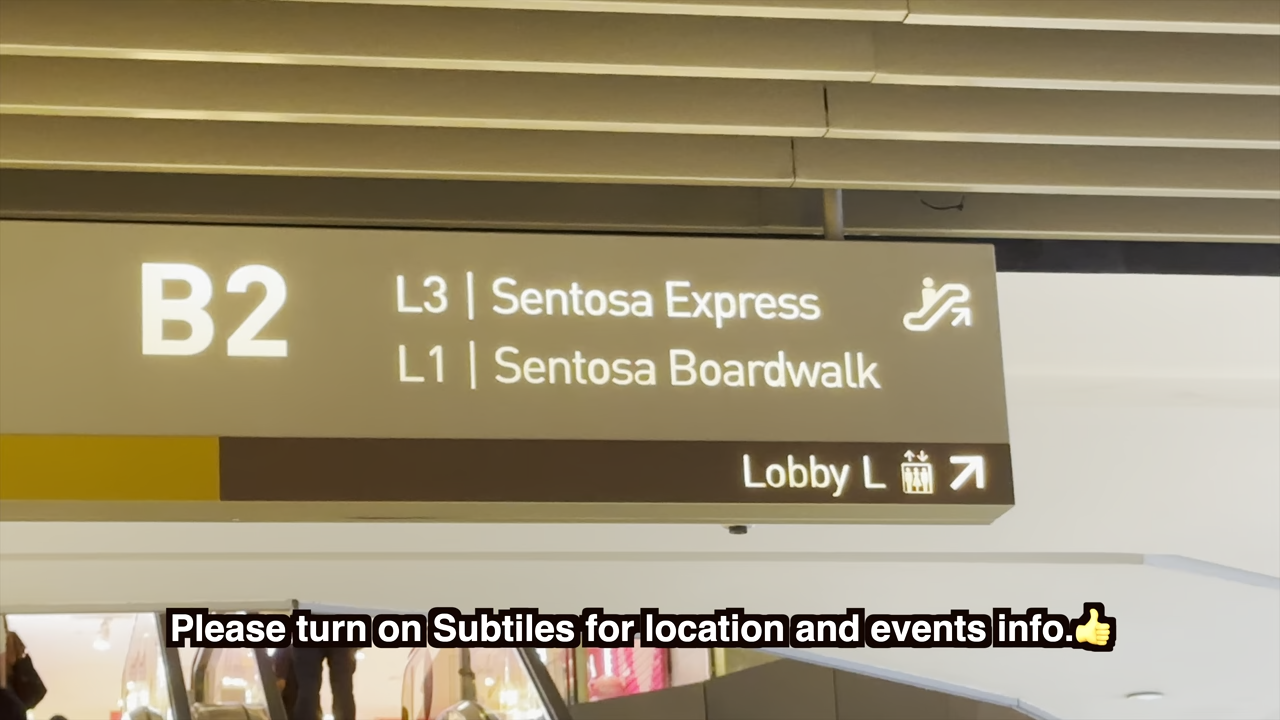 B2
L3 | Sentosa Express
L1 | Sentosa Boardwalk
Lobby L
Please turn on Subtiles for location and events info.👍